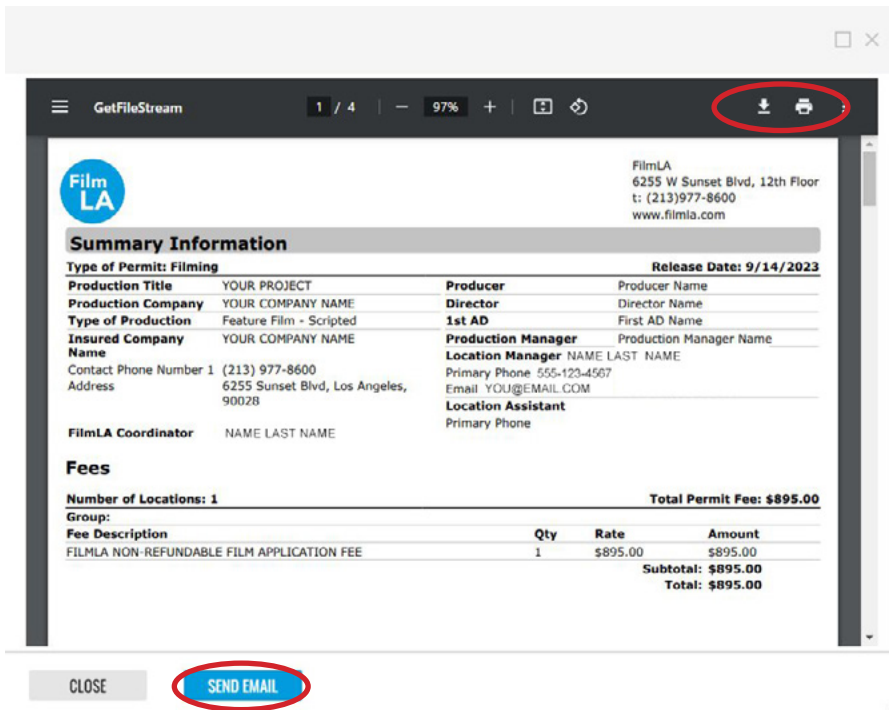 GetFileStream 1 / 4 97%
Film
LA
FilmLA
6255 W Sunset Blvd, 12th Floor
t: (213)977-8600
www.filmla.com
Summary Information
Type of Permit: Filming Release Date: 9/14/2023
Production Title YOUR PROJECT Producer Producer Name
Production Company YOUR COMPANY NAME Director Director Name
Type of Production Feature Film - Scripted 1st AD First AD Name
Insured Company YOUR COMPANY NAME Production Manager Production Manager Name
Name Location Manager NAME LAST NAME
Contact Phone Number 1 (213) 977-8600 Primary Phone 555-123-4567
Address 6255 Sunset Blvd, Los Angeles, Email YOU@EMAIL.COM
90028 Location Assistant
Primary Phone
FilmLA Coordinator NAME LAST NAME
Fees
Number of Locations: 1 Total Permit Fee: $895.00
Group:
Fee Description Qty Rate Amount
FILMLA NON-REFUNDABLE FILM APPLICATION FEE 1 $895.00 $895.00
Subtotal: $895.00
Total: $895.00
CLOSE SEND EMAIL